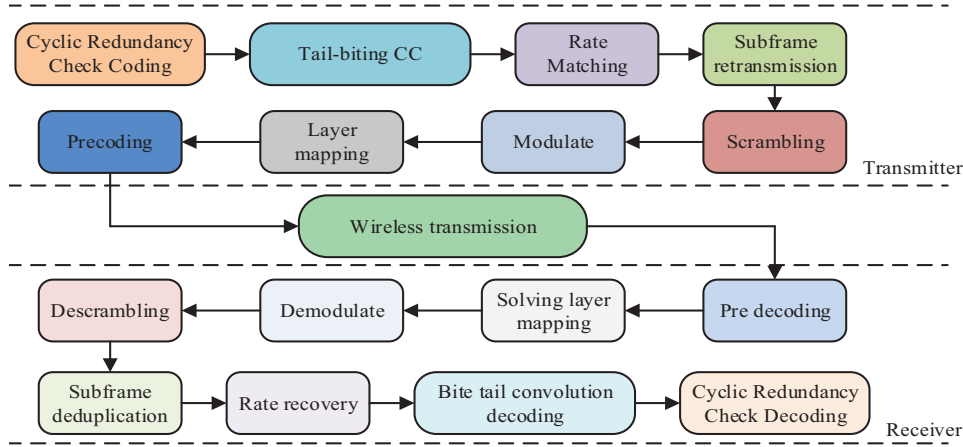 Cyclic Redundancy
Check Coding
Tail-biting CC
Rate
Matching
Subframe
retransmission
Precoding
Layer
mapping
Modulate
Scrambling
Transmitter
Wireless transmission
Descrambling
Demodulate
Solving layer
mapping
Pre decoding
Subframe
deduplication
Rate recovery
Bite tail convolution
decoding
Cyclic Redundancy
Check Decoding
Receiver